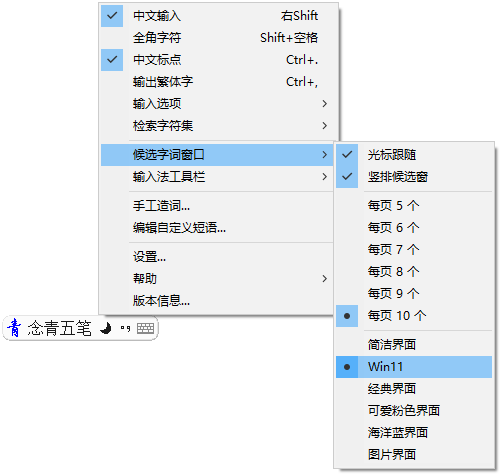 中文输入 右Shift
全角字符 Shift+空格
中文标点 Ctrl+.
输出繁体字 Ctrl+,
输入选项
检索字符集
候选字词窗口
输入法工具栏
手工造词...
编辑自定义短语...
设置...
帮助
版本信息...
光标跟随
竖排候选窗
每页 5 个
每页 6 个
每页 7 个
每页 8 个
每页 9 个
每页 10 个
简洁界面
Win11
经典界面
可爱粉色界面
海洋蓝界面
图片界面
青 念青五笔